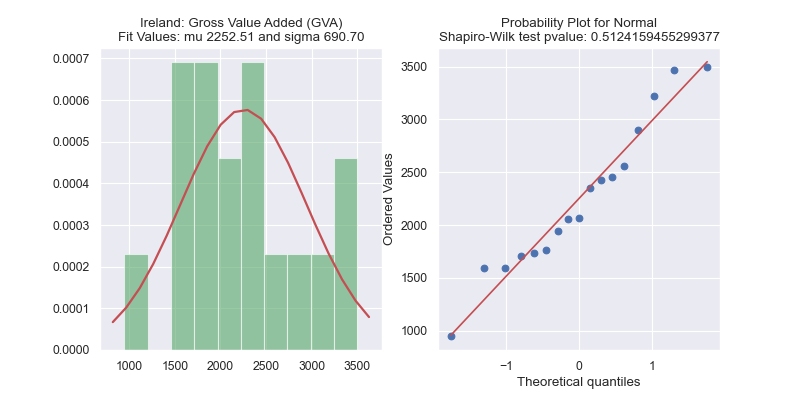 Ireland: Gross Value Added (GVA)
Fit Values: mu 2252.51 and sigma 690.70
0.0007
0.0006
0.0005
0.0004
0.0003
0.0002
0.0001
0.0000
1000 1500 2000 2500 3000 3500
Probability Plot for Normal
Shapiro-Wilk test pvalue: 0.5124159455299377
Ordered Values
3500
3000
2500
2000
1500
1000
−1 0 1
Theoretical quantiles